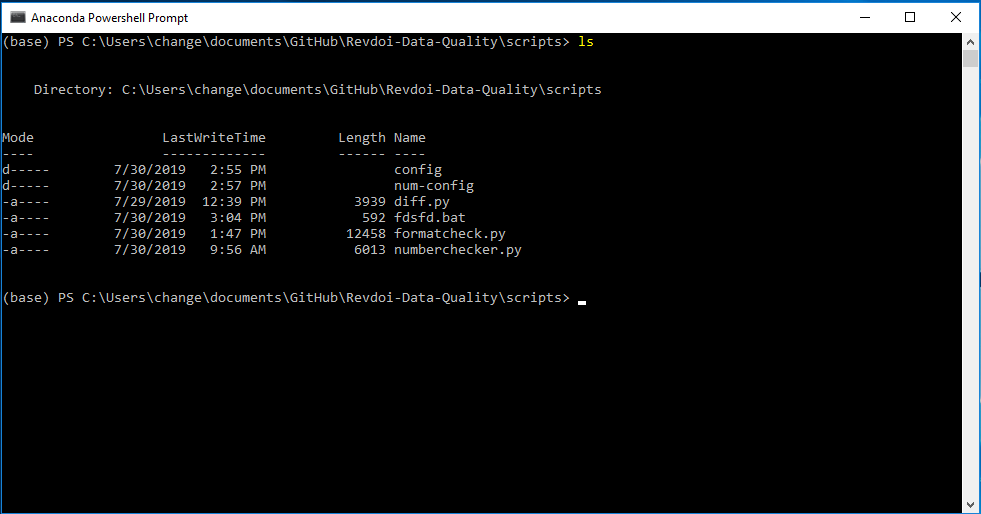 Anaconda Powershell Prompt
(base) PS C:\Users\change\documents\GitHub\Revdoi-Data-Quality\scripts> ls
    Directory: C:\Users\change\documents\GitHub\Revdoi-Data-Quality\scripts
Mode                LastWriteTime         Length Name
----                -------------         ------ ----
d-----        7/30/2019   2:55 PM                config
d-----        7/30/2019   2:57 PM                num-config
-a----        7/29/2019  12:39 PM           3939 diff.py
-a----        7/30/2019   3:04 PM            592 fdsfd.bat
-a----        7/30/2019   1:47 PM          12458 formatcheck.py
-a----        7/30/2019   9:56 AM           6013 numberchecker.py
(base) PS C:\Users\change\documents\GitHub\Revdoi-Data-Quality\scripts>